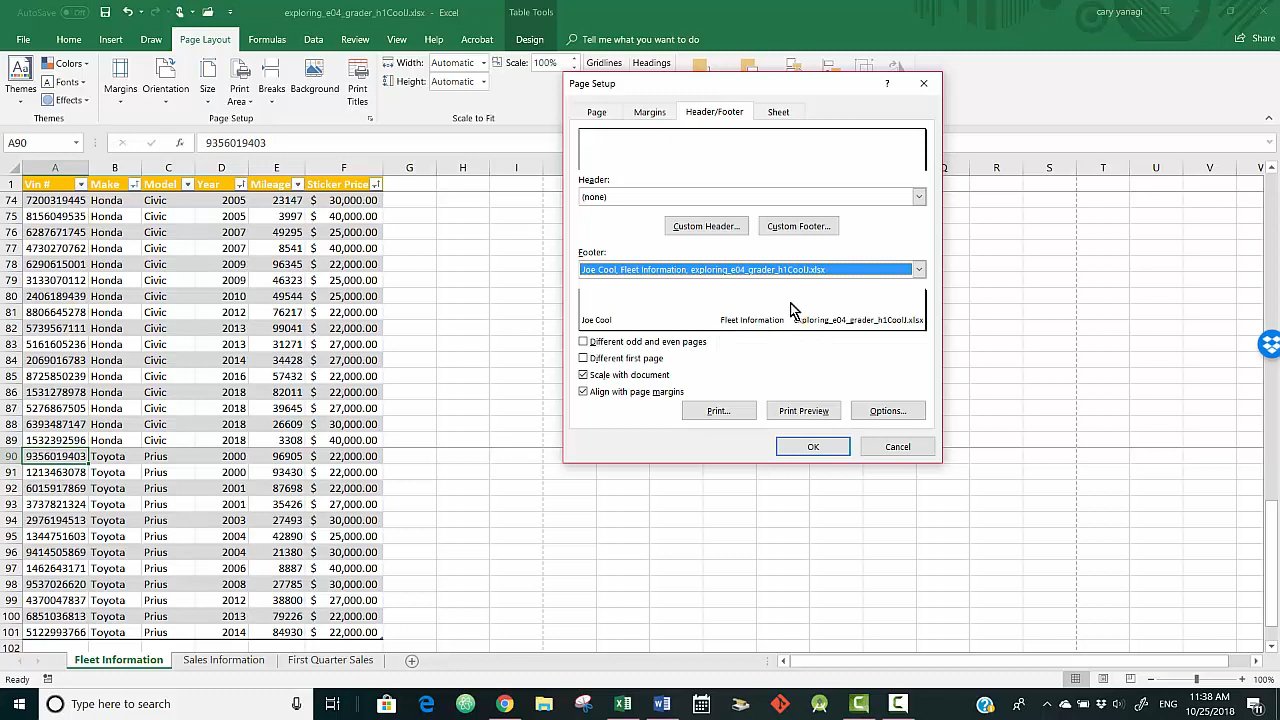 AutoSave Off
exploring_e04_grader_h1CoolJ.xlsx - Excel
Table Tools
cary yanagi
File Home Insert Draw Page Layout Formulas Data Review View Help Acrobat Design Tell me what you want to do Share
Themes
Colors
Fonts
Effects
Themes
Margins
Orientation
Size
Print Area
Breaks
Background
Print Titles
Page Setup
Width: Automatic
Height: Automatic
Scale: 100%
Scale to Fit
Gridlines
Headings
A90
9356019403
A B C D E F G H I N R S T U V W
1 Vin # Make Model Year Mileage Sticker Price
74 7200319445 Honda Civic 2005 23147 $ 30,000.00
75 8156049535 Honda Civic 2005 3997 $ 40,000.00
76 6287671745 Honda Civic 2007 49295 $ 25,000.00
77 4730270762 Honda Civic 2007 8541 $ 40,000.00
78 6290615001 Honda Civic 2009 96345 $ 22,000.00
79 3133070112 Honda Civic 2009 46323 $ 25,000.00
80 2406189439 Honda Civic 2010 49544 $ 25,000.00
81 8806645278 Honda Civic 2012 76217 $ 22,000.00
82 5739567184 Honda Civic 2013 99041 $ 22,000.00
83 5161605236 Honda Civic 2013 31271 $ 27,000.00
84 2069016783 Honda Civic 2014 34428 $ 27,000.00
85 8725850239 Honda Civic 2016 57432 $ 22,000.00
86 1531278978 Honda Civic 2018 82011 $ 22,000.00
87 5276867505 Honda Civic 2018 39645 $ 27,000.00
88 6393487147 Honda Civic 2018 26609 $ 30,000.00
89 1532392596 Honda Civic 2018 3308 $ 40,000.00
90 9356019403 Toyota Prius 2000 96905 $ 22,000.00
91 1213463078 Toyota Prius 2000 93430 $ 22,000.00
92 6015917869 Toyota Prius 2001 87698 $ 22,000.00
93 3737821324 Toyota Prius 2001 35426 $ 27,000.00
94 2976194513 Toyota Prius 2003 27493 $ 30,000.00
95 1344751603 Toyota Prius 2004 42890 $ 25,000.00
96 9414505869 Toyota Prius 2004 21380 $ 30,000.00
97 1462643171 Toyota Prius 2006 8887 $ 40,000.00
98 9537026620 Toyota Prius 2008 27785 $ 30,000.00
99 4370047837 Toyota Prius 2012 38800 $ 27,000.00
100 6851036813 Toyota Prius 2013 79226 $ 22,000.00
101 5122993766 Toyota Prius 2014 84930 $ 22,000.00
102
Page Setup
?
Page Margins Header/Footer Sheet
Header:
(none)
Custom Header... Custom Footer...
Footer:
Joe Cool, Fleet Information, exploring_e04_grader_h1CoolJ.xlsx
Joe Cool Fleet Information exploring_e04_grader_h1CoolJ.xlsx
Different odd and even pages
Different first page
Scale with document
Align with page margins
Print... Print Preview Options...
OK Cancel
Fleet Information Sales Information First Quarter Sales
Ready
100%
Type here to search
ENG
11:38 AM
10/25/2018